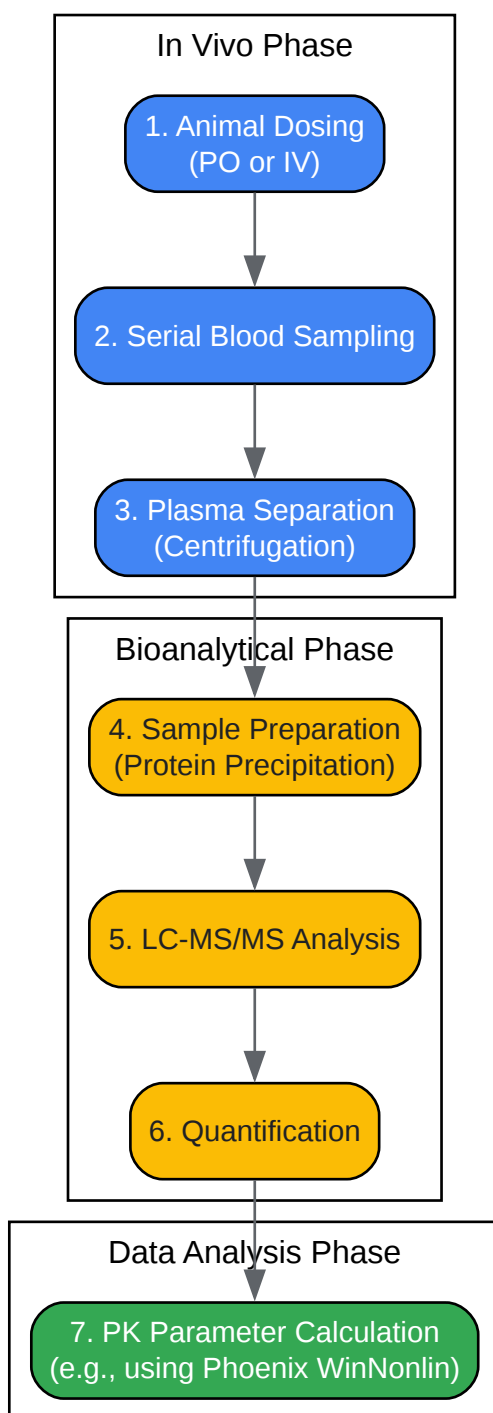 In Vivo Phase
1. Animal Dosing
(PO or IV)
2. Serial Blood Sampling
3. Plasma Separation
(Centrifugation)
Bioanalytical Phase
4. Sample Preparation
(Protein Precipitation)
5. LC-MS/MS Analysis
6. Quantification
Data Analysis Phase
7. PK Parameter Calculation
(e.g., using Phoenix WinNonlin)